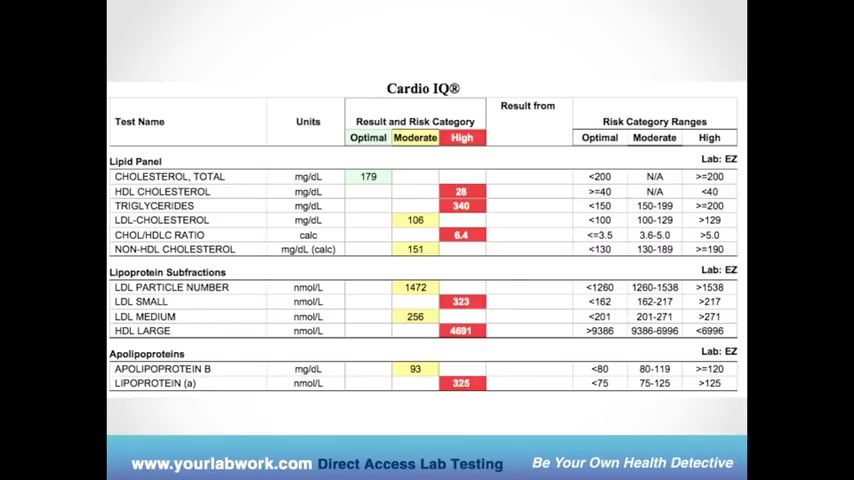 Cardio IQ®
Test Name Units Result and Risk Category Result from Risk Category Ranges
Optimal Moderate High Optimal Moderate High
Lipid Panel Lab: EZ
CHOLESTEROL, TOTAL mg/dL 179 <200 N/A >=200
HDL CHOLESTEROL mg/dL 28 >=40 N/A <40
TRIGLYCERIDES mg/dL 340 <150 150-199 >=200
LDL-CHOLESTEROL mg/dL 106 <100 100-129 >129
CHOL/HDLC RATIO calc 6.4 <=3.5 3.6-5.0 >5.0
NON-HDL CHOLESTEROL mg/dL (calc) 151 <130 130-189 >=190
Lipoprotein Subfractions Lab: EZ
LDL PARTICLE NUMBER nmol/L 1472 <1260 1260-1538 >1538
LDL SMALL nmol/L 323 <162 162-217 >217
LDL MEDIUM nmol/L 256 <201 201-271 >271
HDL LARGE nmol/L 4691 >9386 9386-6996 <6996
Apolipoproteins Lab: EZ
APOLIPOPROTEIN B mg/dL 93 <80 80-119 >=120
LIPOPROTEIN (a) nmol/L 325 <75 75-125 >125
www.yourlabwork.com Direct Access Lab Testing Be Your Own Health Detective